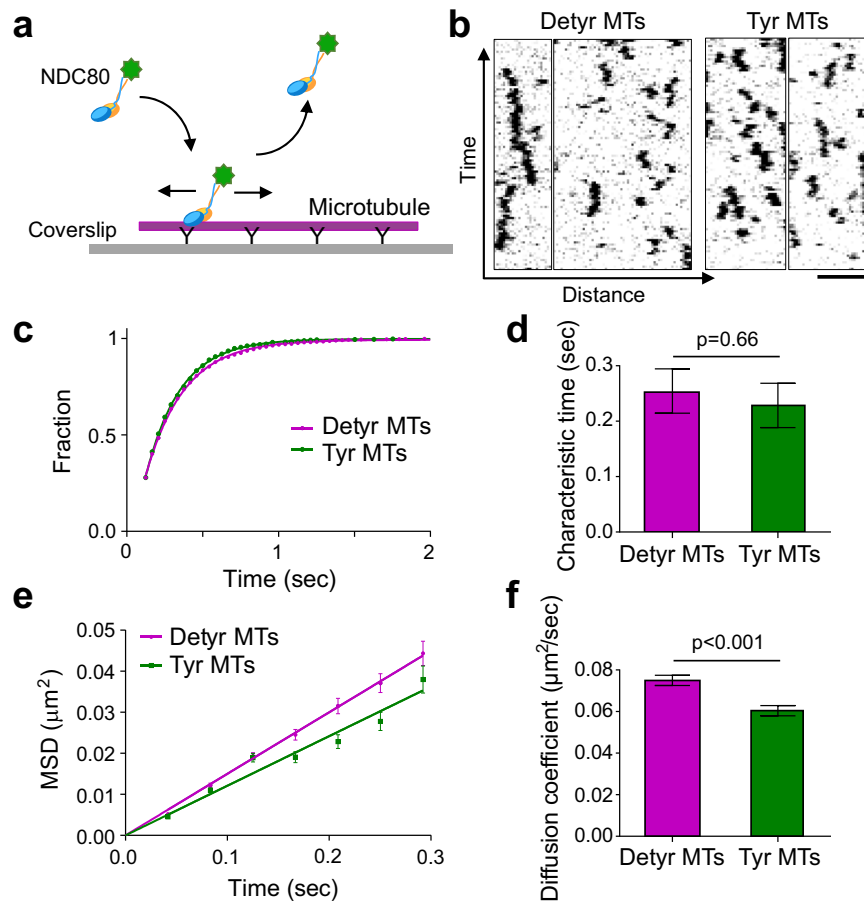 a
NDC80
Microtubule
Coverslip
b
Detyr MTs
Tyr MTs
Time
Distance
c
Fraction
1
0.5
0.0
Detyr MTs
Tyr MTs
0
1
2
Time (sec)
d
Characteristic time (sec)
p=0.66
0.3
0.2
0.1
0.0
Detyr MTs
Tyr MTs
e
MSD (μm²)
0.05
0.04
0.03
0.02
0.01
0.00
Detyr MTs
Tyr MTs
0.0
0.1
0.2
0.3
Time (sec)
f
Diffusion coefficient (μm²/sec)
p<0.001
0.08
0.06
0.04
0.02
0.00
Detyr MTs
Tyr MTs